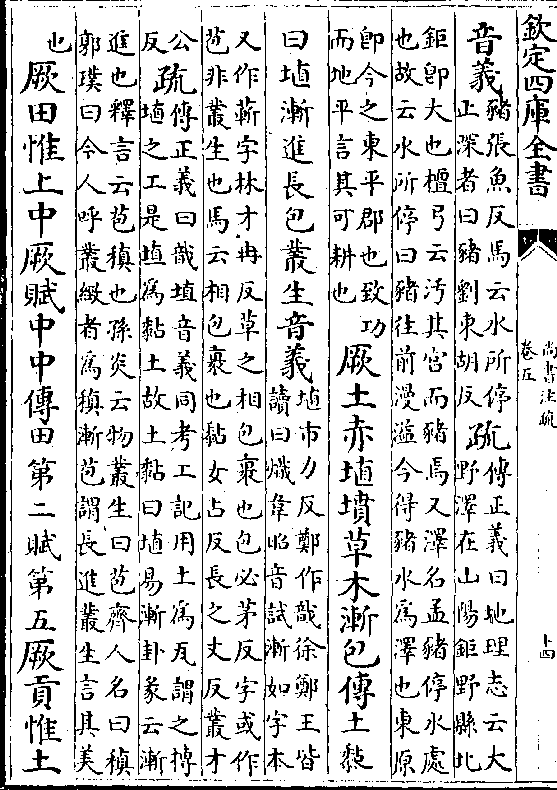 欽定四庫全書
尚書注疏
卷五
十四
音義豬張魚反馬云水所停
止深者曰豬劉東胡反疏傳正義曰地理志云大
野澤在山陽鉅野縣北
鉅即大也檀弓云汚其宮而豬馬又澤名孟豬停水處
也故云水所停曰豬往前漫溢今得豬水為澤也東原
即今之東平郡也致功
而地平言其可耕也厥土赤埴墳草木漸包傳土黏
曰埴漸進長包叢生音義埴市力反鄭作戠徐鄭王皆
讀曰熾韋昭音試漸如字本
又作蔪字林才冉反草之相包裹也包必茅反字或作
苞非叢生也馬云相包裹也黏女占反長之丈反叢才
公反疏傳正義曰戠埴音義同考工記用土為瓦謂之摶
埴之工是埴為黏土故土黏曰埴易漸卦彖云漸
進也釋言云苞稹也孫炎云物叢生曰苞齊人名曰稹
郭璞曰今人呼叢緻者為稹漸苞謂長進叢生言其美
也厥田惟上中厥賦中中傳田第二賦第五厥貢惟土